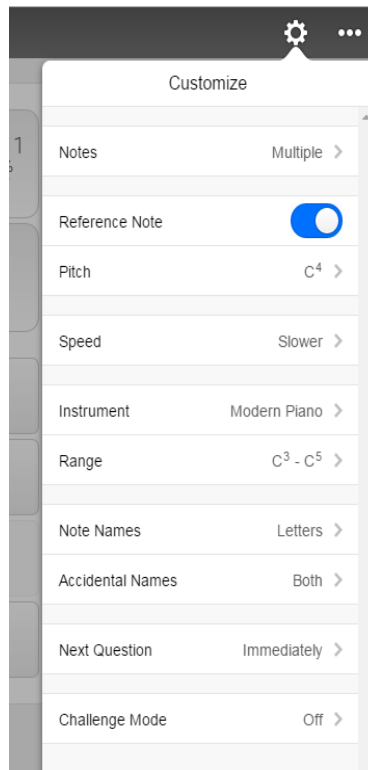 Customize
1
%
Notes Multiple
Reference Note
Pitch C⁴
Speed Slower
Instrument Modern Piano
Range C³ - C⁵
Note Names Letters
Accidental Names Both
Next Question Immediately
Challenge Mode Off